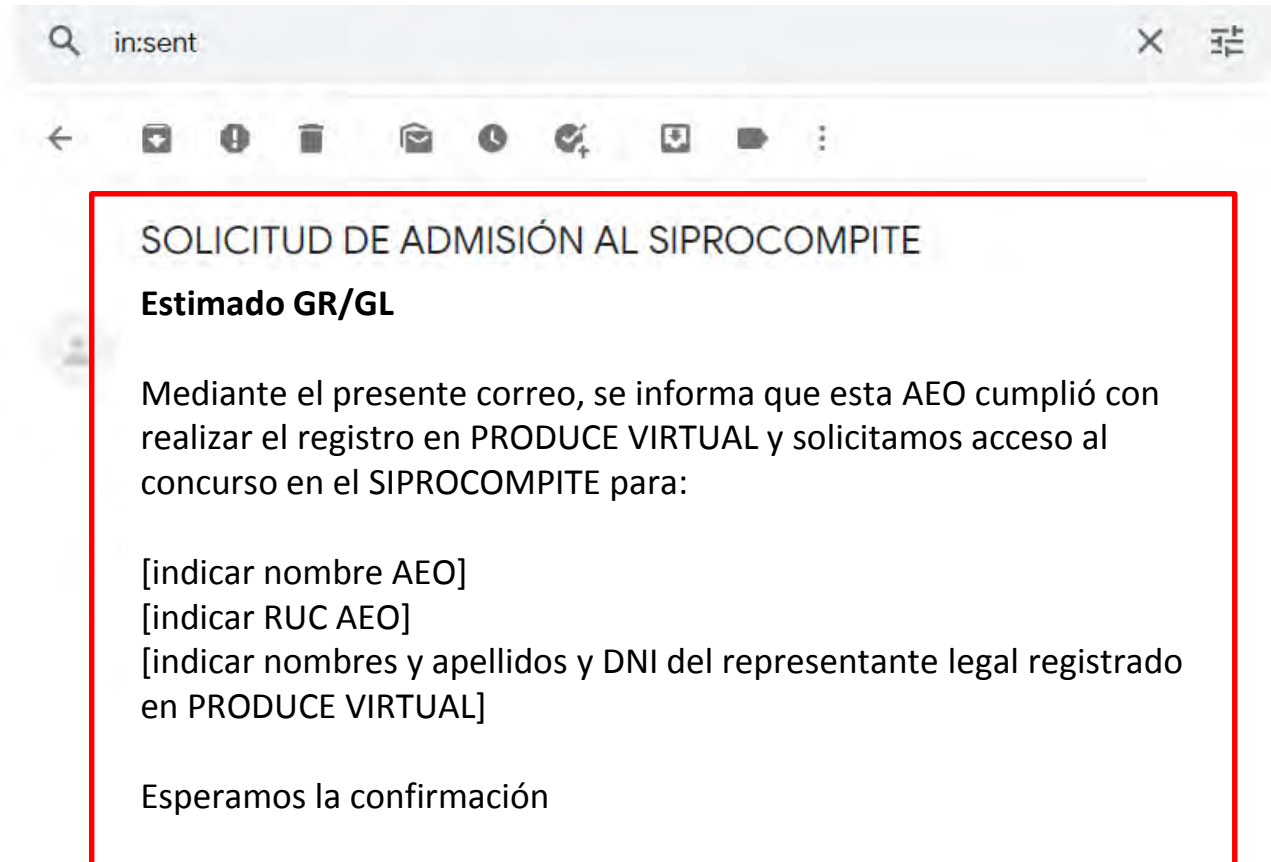 in:sent
SOLICITUD DE ADMISIÓN AL SIPROCOMPITE
Estimado GR/GL
Mediante el presente correo, se informa que esta AEO cumplió con
realizar el registro en PRODUCE VIRTUAL y solicitamos acceso al
concurso en el SIPROCOMPITE para:
[indicar nombre AEO]
[indicar RUC AEO]
[indicar nombres y apellidos y DNI del representante legal registrado
en PRODUCE VIRTUAL]
Esperamos la confirmación